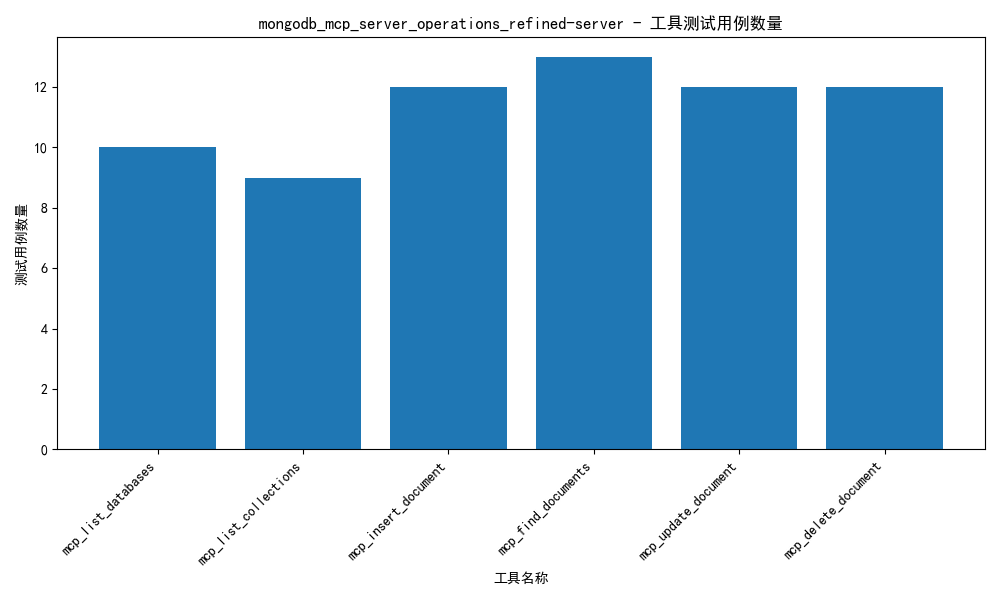 mongodb_mcp_server_operations_refined-server - 工具测试用例数量
测试用例数量
12
10
8
6
4
2
0
mcp_list_databases
mcp_list_collections
mcp_insert_document
mcp_find_documents
mcp_update_document
mcp_delete_document
工具名称